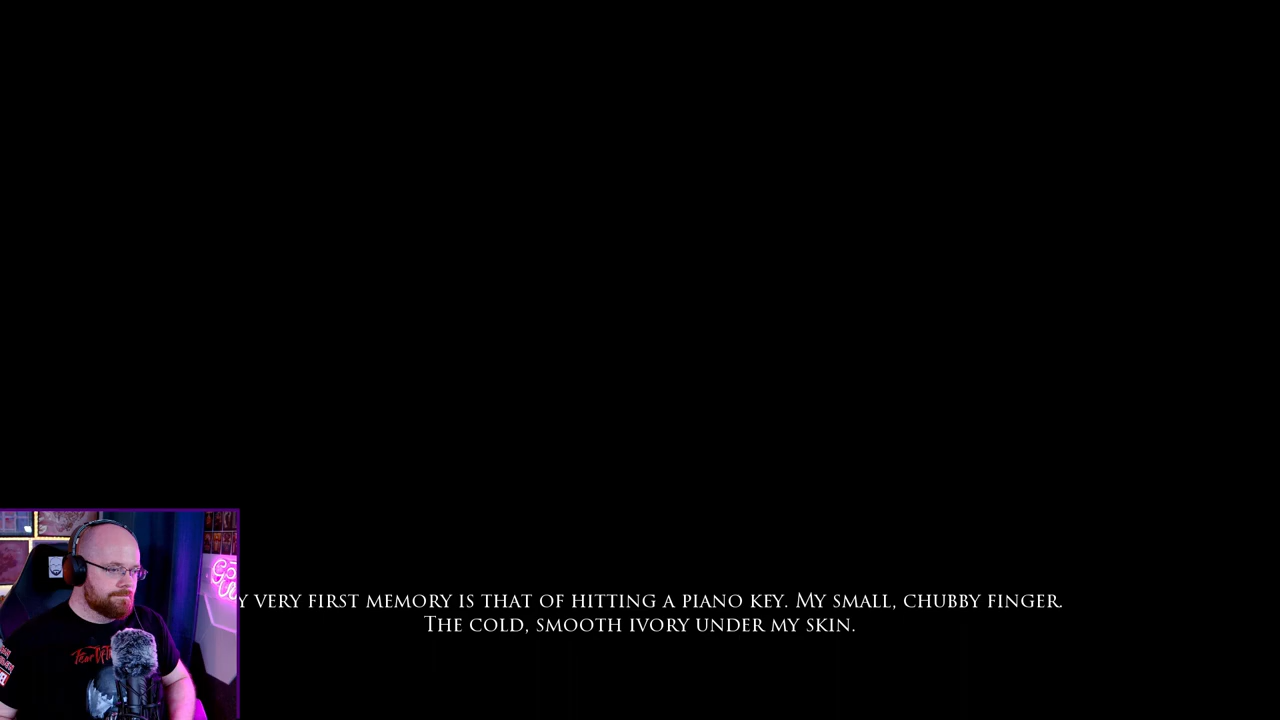 Y VERY FIRST MEMORY IS THAT OF HITTING A PIANO KEY. MY SMALL, CHUBBY FINGER.
THE COLD, SMOOTH IVORY UNDER MY SKIN.